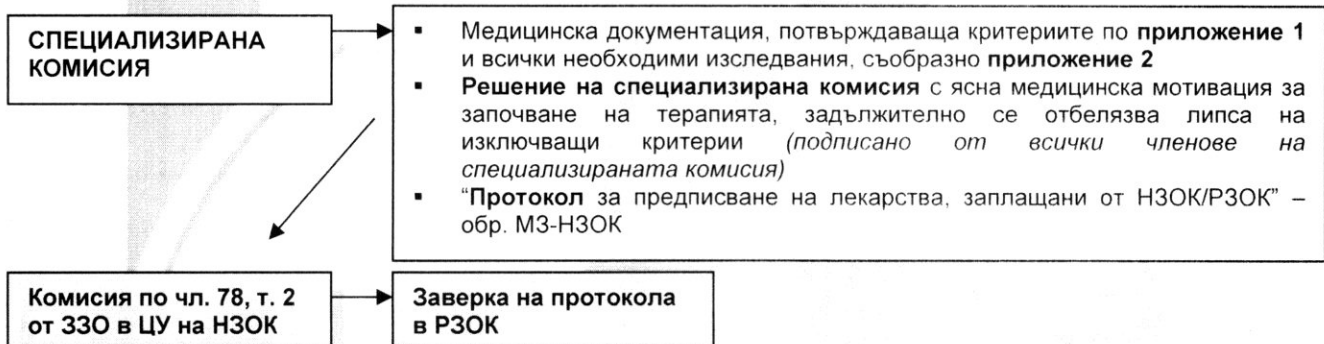 СПЕЦИАЛИЗИРАНА
КОМИСИЯ
▪ Медицинска документация, потвърждаваща критериите по приложение 1
и всички необходими изследвания, съобразно приложение 2
▪ Решение на специализирана комисия с ясна медицинска мотивация за
започване на терапията, задължително се отбелязва липса на
изключващи критерии (подписано от всички членове на
специализираната комисия)
▪ “Протокол за предписване на лекарства, заплащани от НЗОК/РЗОК” –
обр. МЗ-НЗОК
Комисия по чл. 78, т. 2
от ЗЗО в ЦУ на НЗОК
Заверка на протокола
в РЗОК